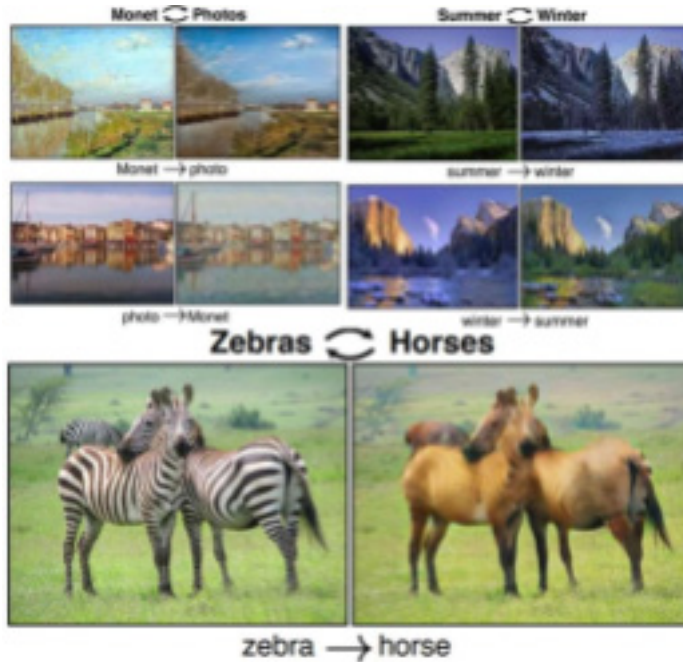 Monet Photos
Summer Winter
Monet → photo
summer → winter
photo → Monet
winter → summer
Zebras Horses
zebra → horse